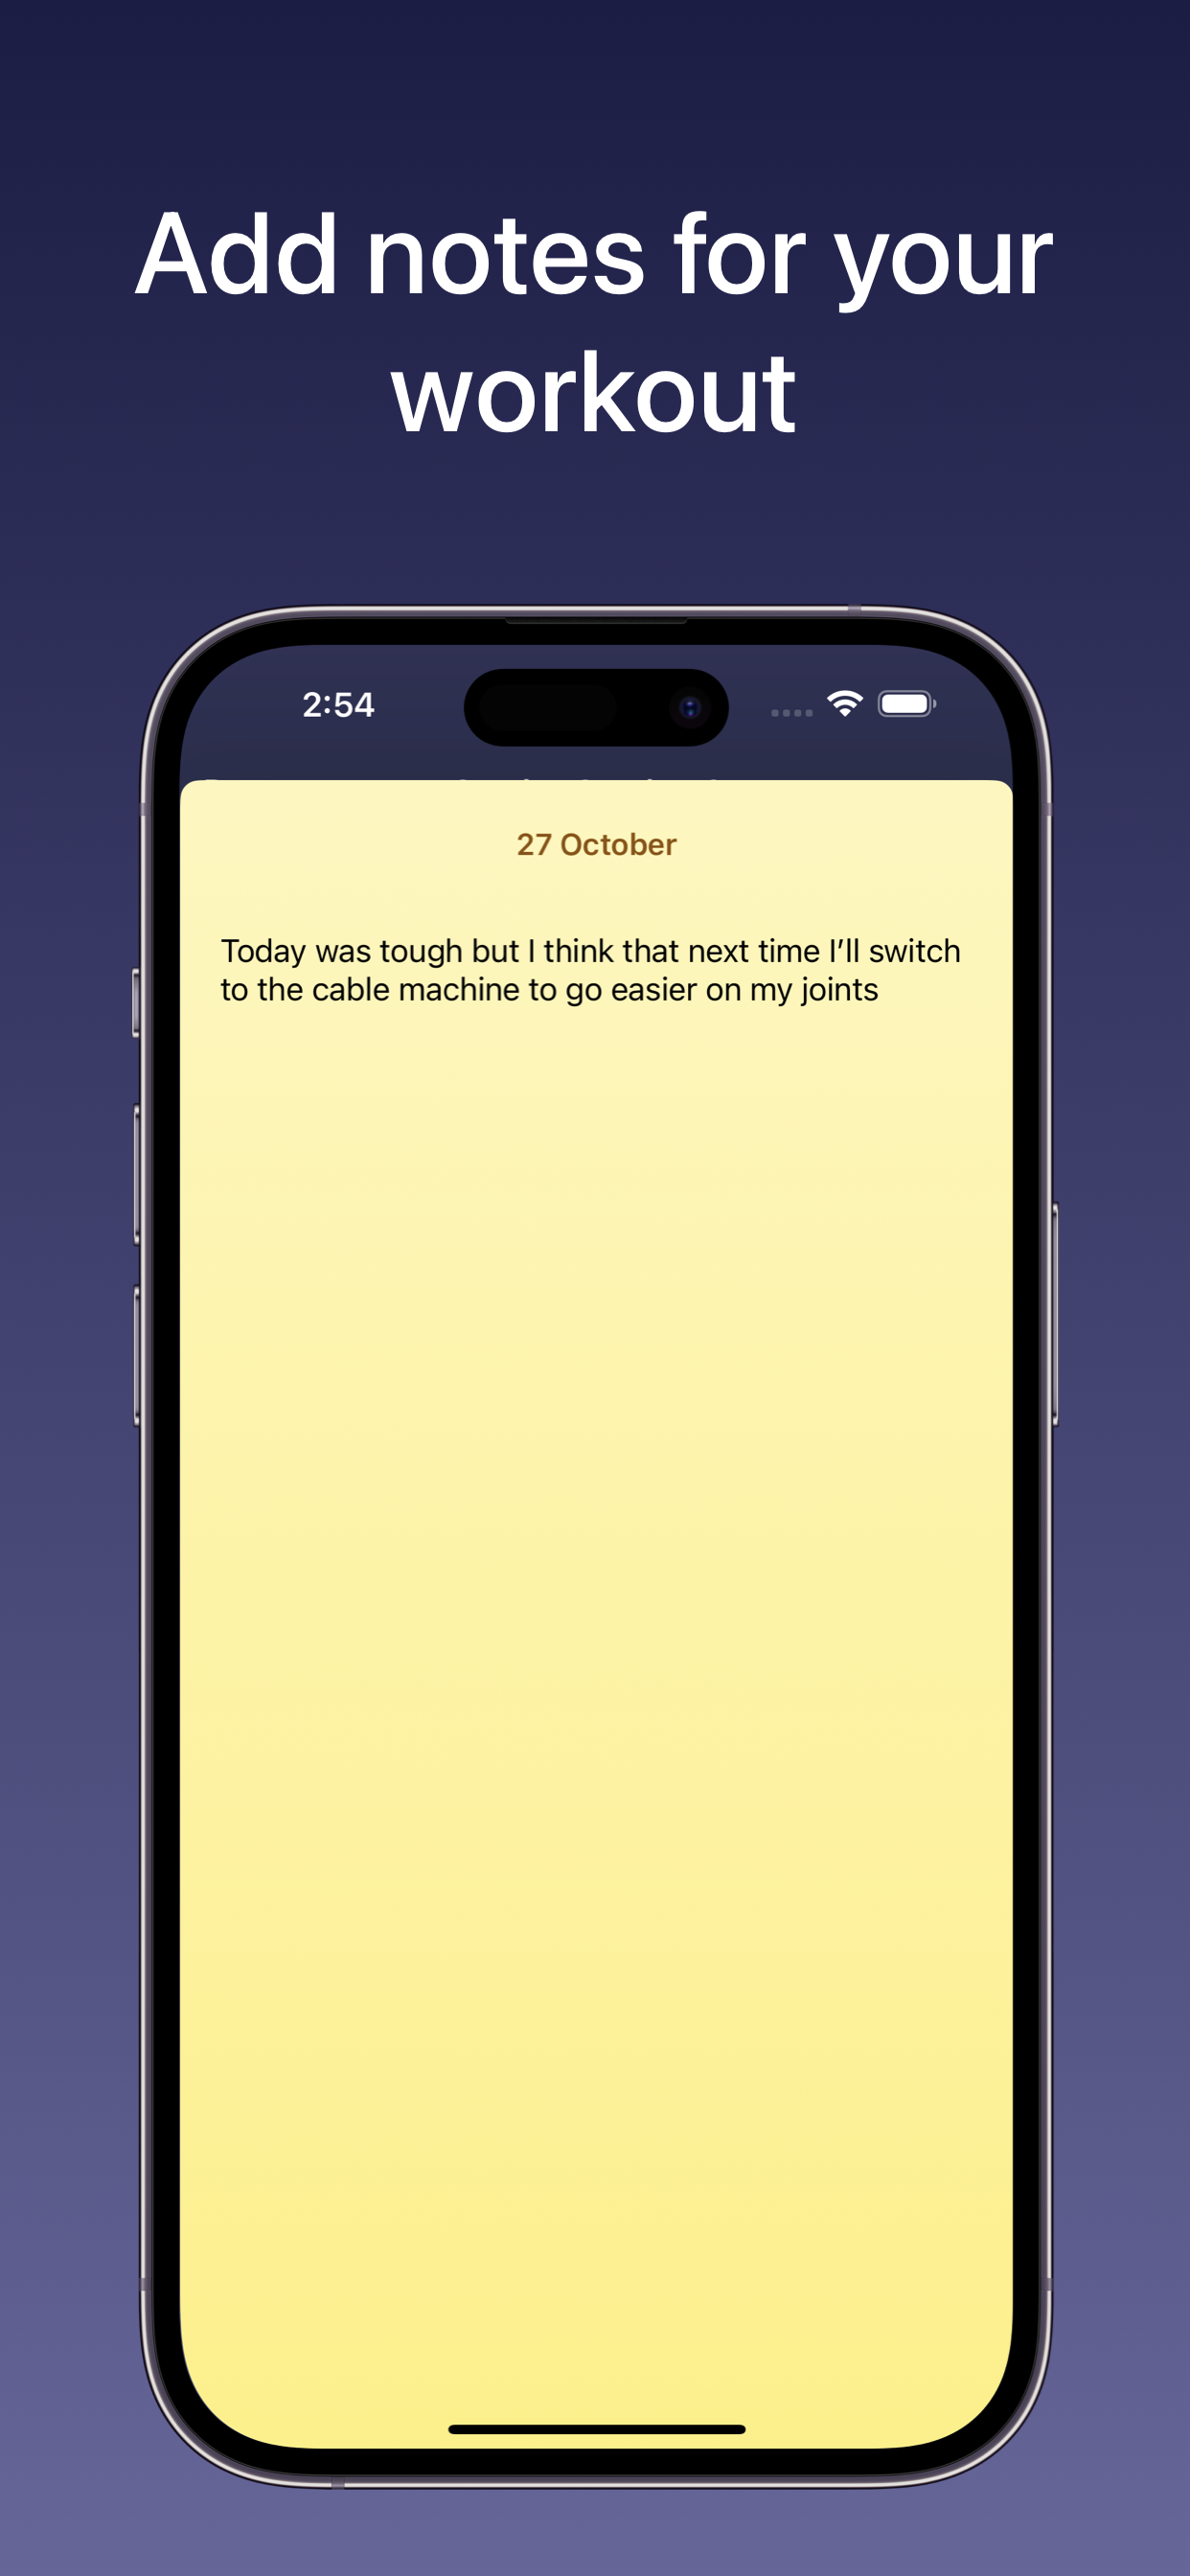 Add notes for your
workout
2:54
27 October
Today was tough but I think that next time I’ll switch
to the cable machine to go easier on my joints